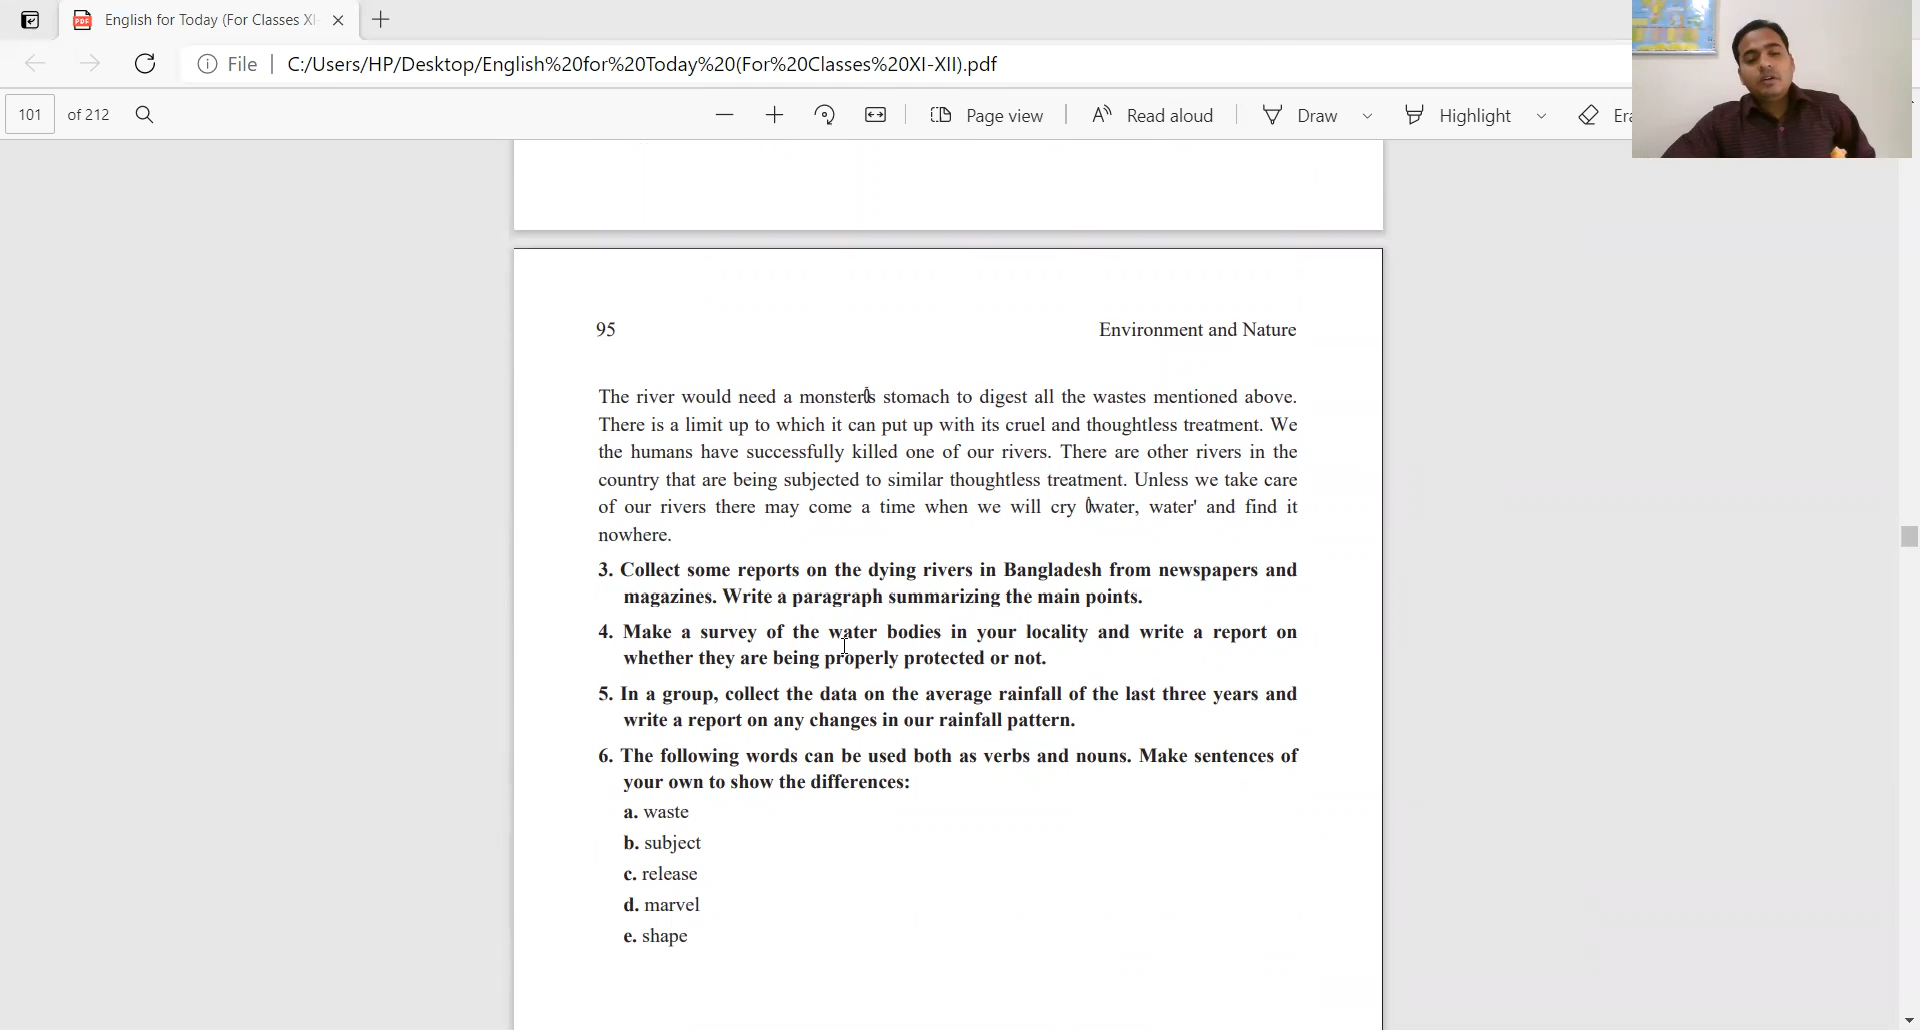 English for Today (For Classes XI-
File C:/Users/HP/Desktop/English%20for%20Today%20(For%20Classes%20XI-XII).pdf
101 of 212 Page view Read aloud Draw Highlight Era
95 Environment and Nature
The river would need a monster's stomach to digest all the wastes mentioned above.
There is a limit up to which it can put up with its cruel and thoughtless treatment. We
the humans have successfully killed one of our rivers. There are other rivers in the
country that are being subjected to similar thoughtless treatment. Unless we take care
of our rivers there may come a time when we will cry 'water, water' and find it
nowhere.
3. Collect some reports on the dying rivers in Bangladesh from newspapers and
magazines. Write a paragraph summarizing the main points.
4. Make a survey of the water bodies in your locality and write a report on
whether they are being properly protected or not.
5. In a group, collect the data on the average rainfall of the last three years and
write a report on any changes in our rainfall pattern.
6. The following words can be used both as verbs and nouns. Make sentences of
your own to show the differences:
a. waste
b. subject
c. release
d. marvel
e. shape